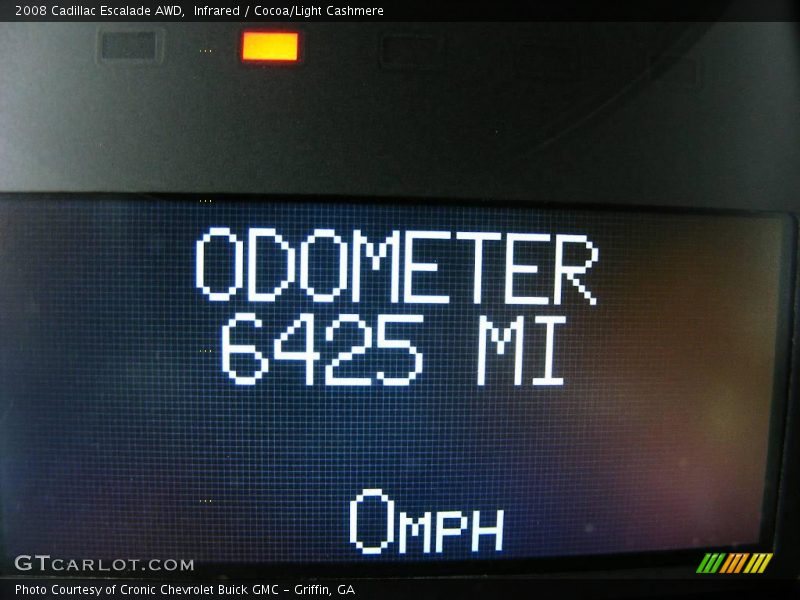 2008 Cadillac Escalade AWD,  Infrared / Cocoa/Light Cashmere
ODOMETER
6425 MI
0MPH
GTCARLOT.COM
Photo Courtesy of Cronic Chevrolet Buick GMC - Griffin, GA